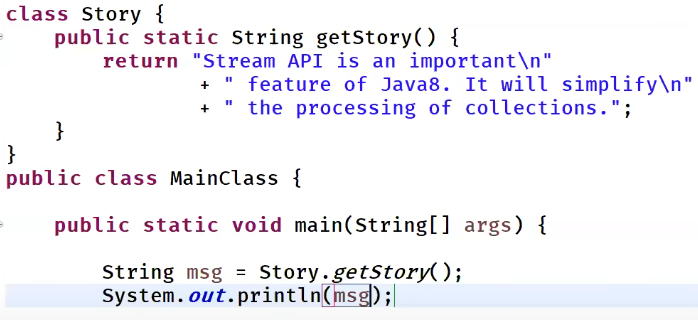 class Story {
    public static String getStory() {
        return "Stream API is an important\n"
                + " feature of Java8. It will simplify\n"
                + " the processing of collections.";
    }
}
public class MainClass {
    public static void main(String[] args) {
        String msg = Story.getStory();
        System.out.println(msg);